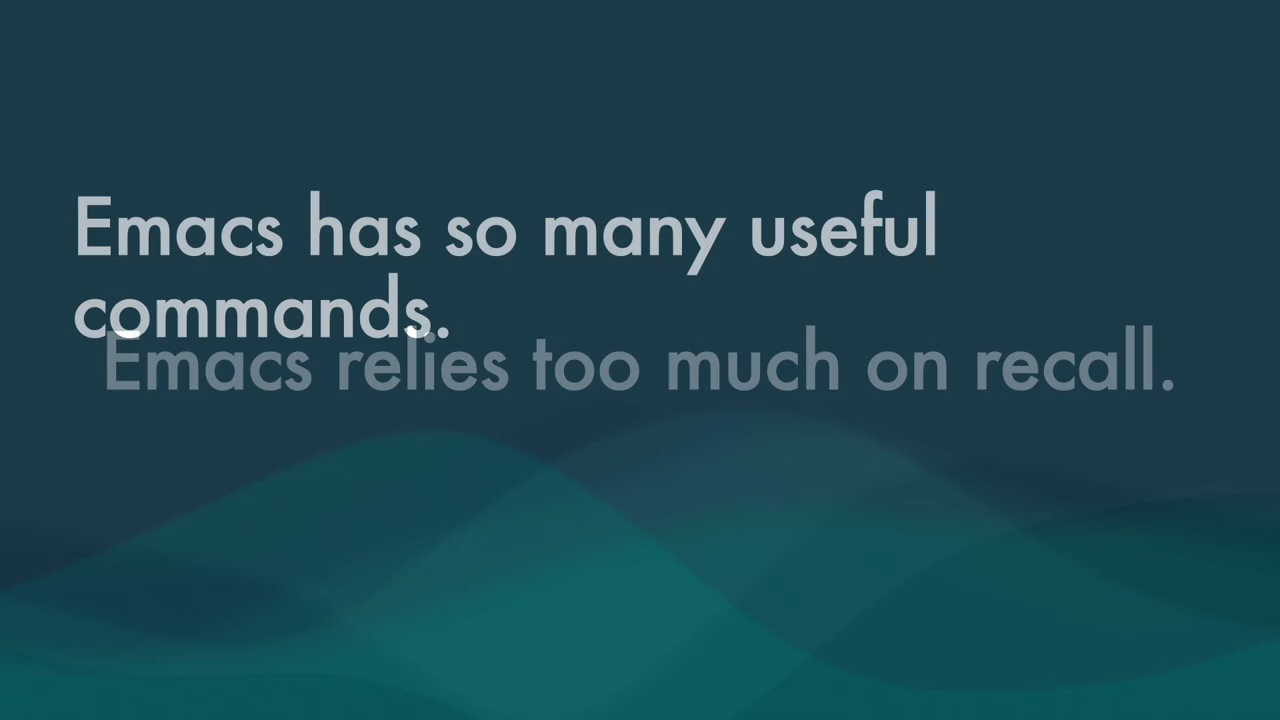 Emacs has so many useful
commands.
Emacs relies too much on recall.